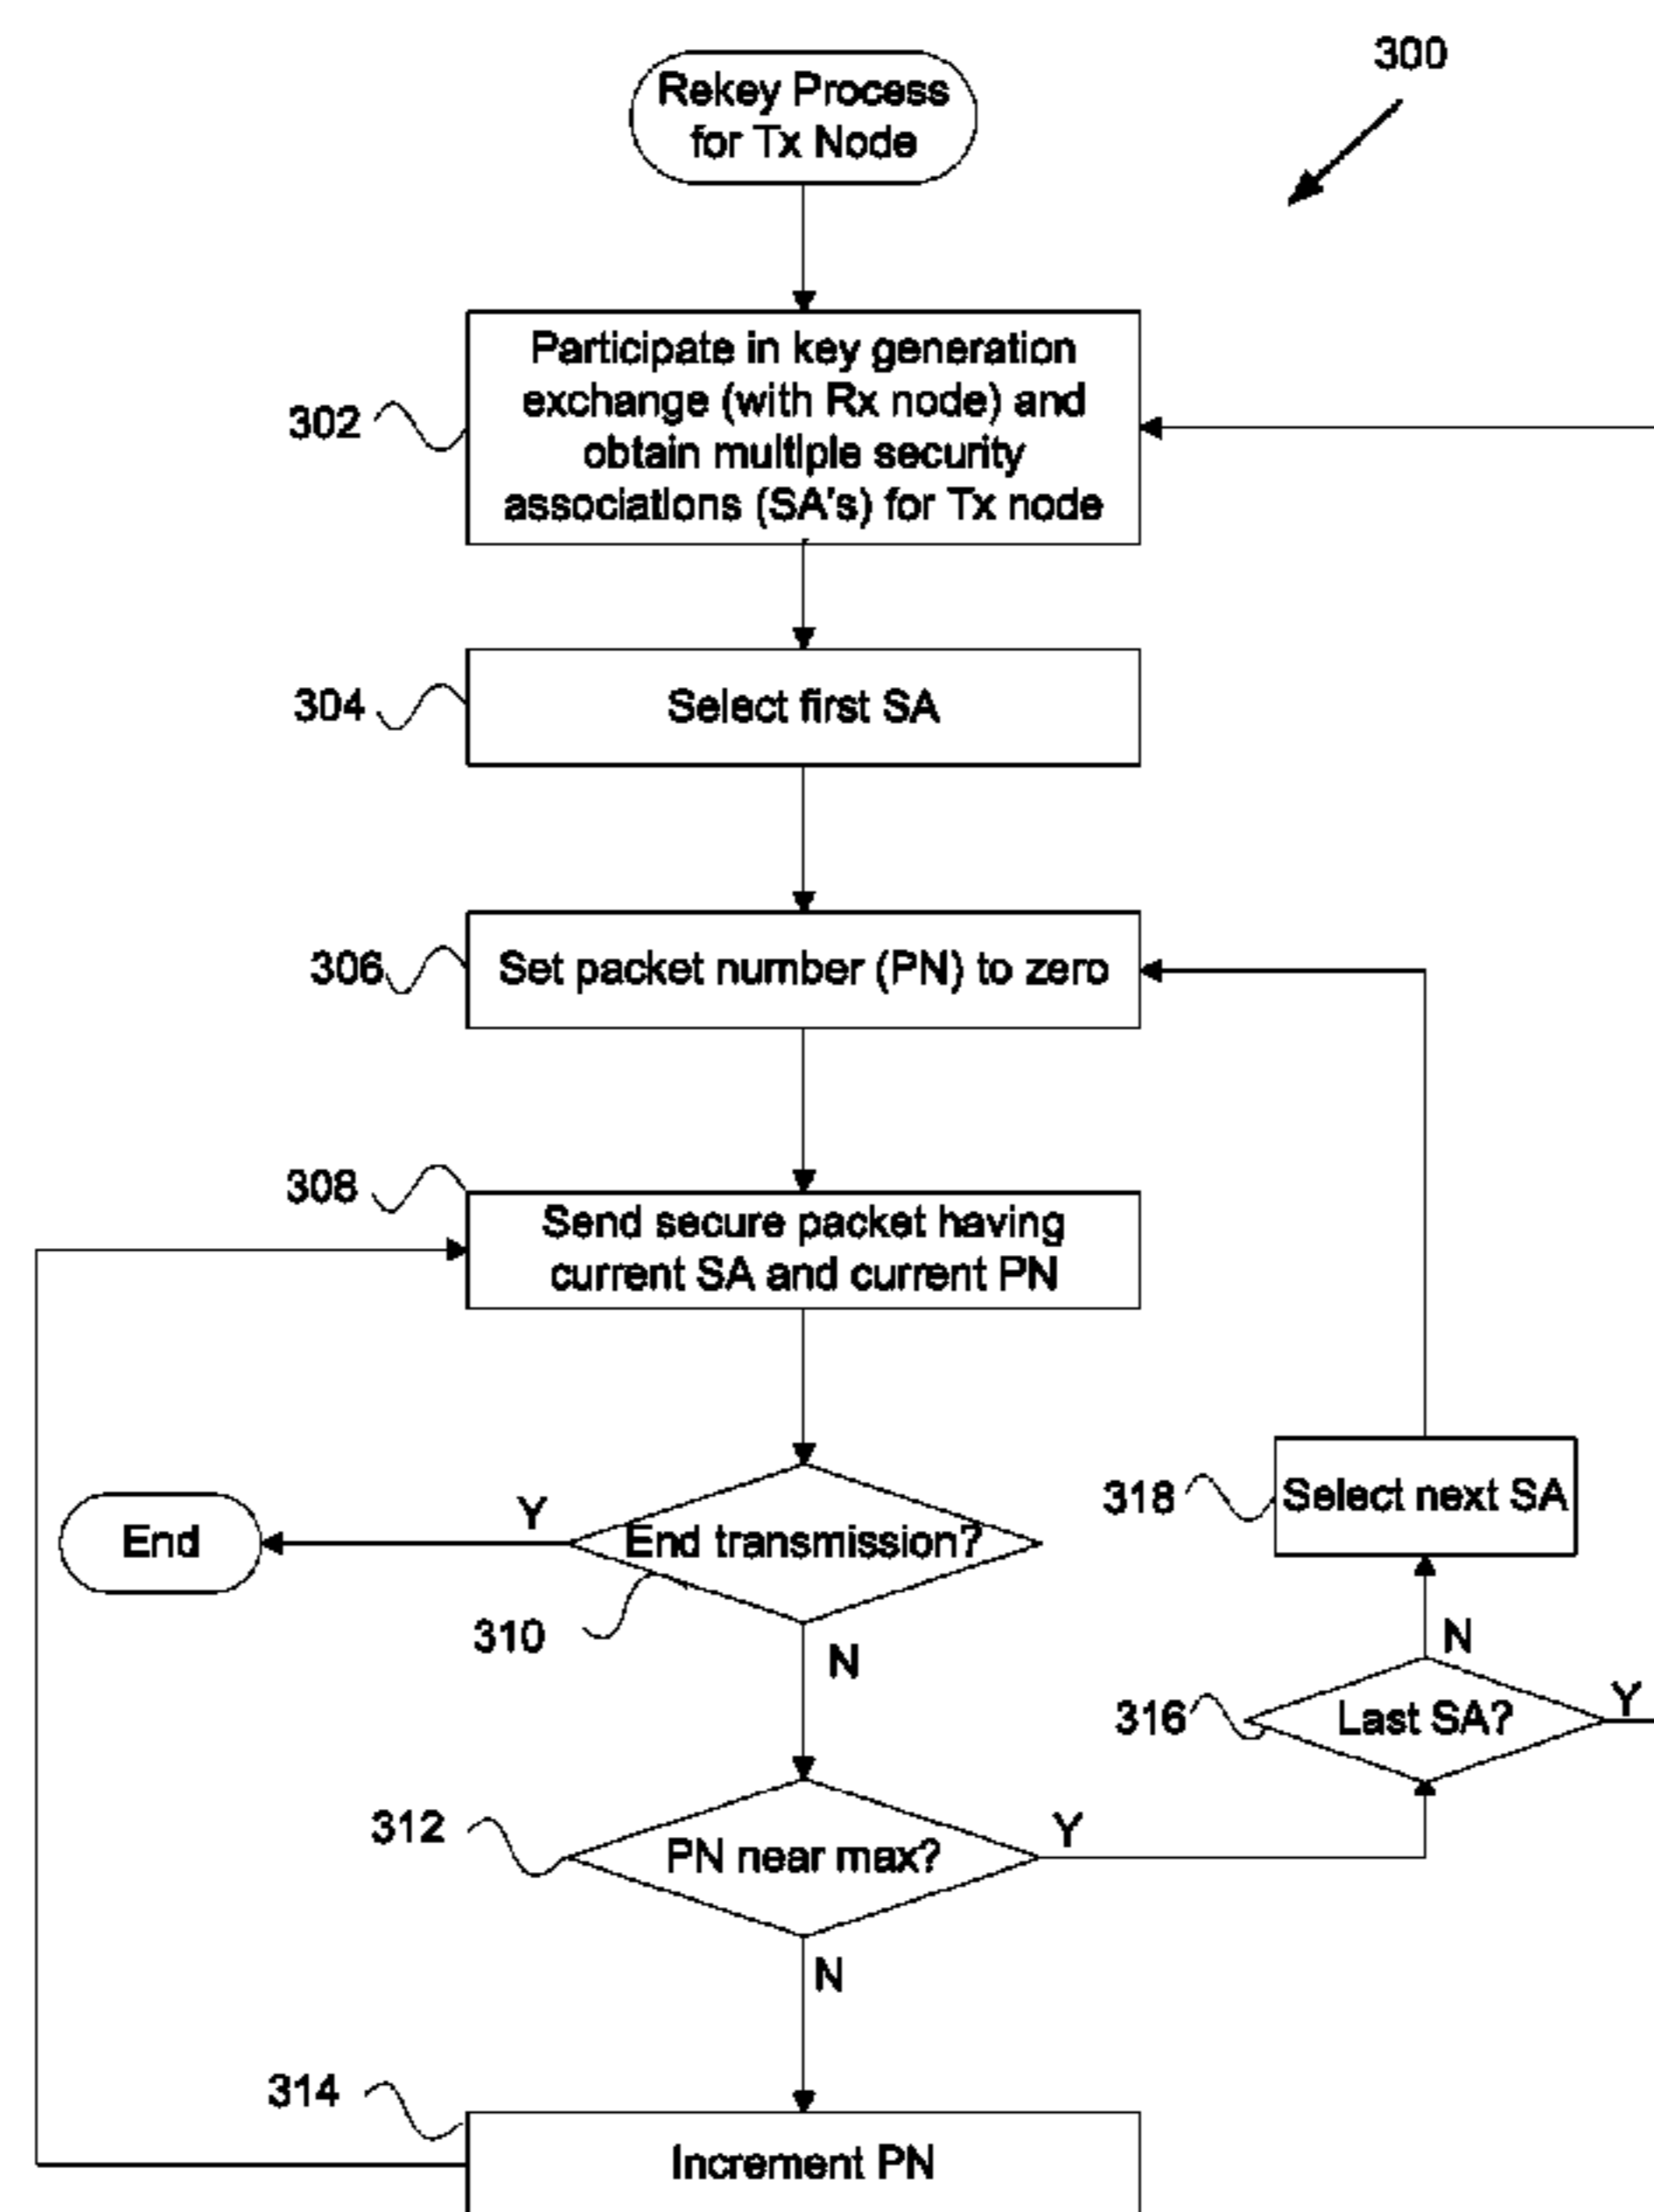 300
Rekey Process
for Tx Node
302
Participate in key generation
exchange (with Rx node) and
obtain multiple security
associations (SA's) for Tx node
304
Select first SA
306
Set packet number (PN) to zero
308
Send secure packet having
current SA and current PN
318
Select next SA
End
Y
End transmission?
310
N
N
316
Last SA?
Y
312
PN near max?
Y
N
314
Increment PN